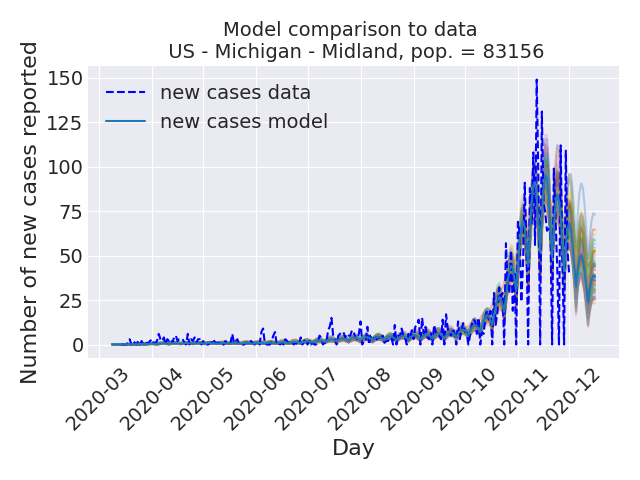 Model comparison to data
US - Michigan - Midland, pop. = 83156
Number of new cases reported
150
125
100
75
50
25
0
new cases data
new cases model
2020-03
2020-04
2020-05
2020-06
2020-07
2020-08
2020-09
2020-10
2020-11
2020-12
Day